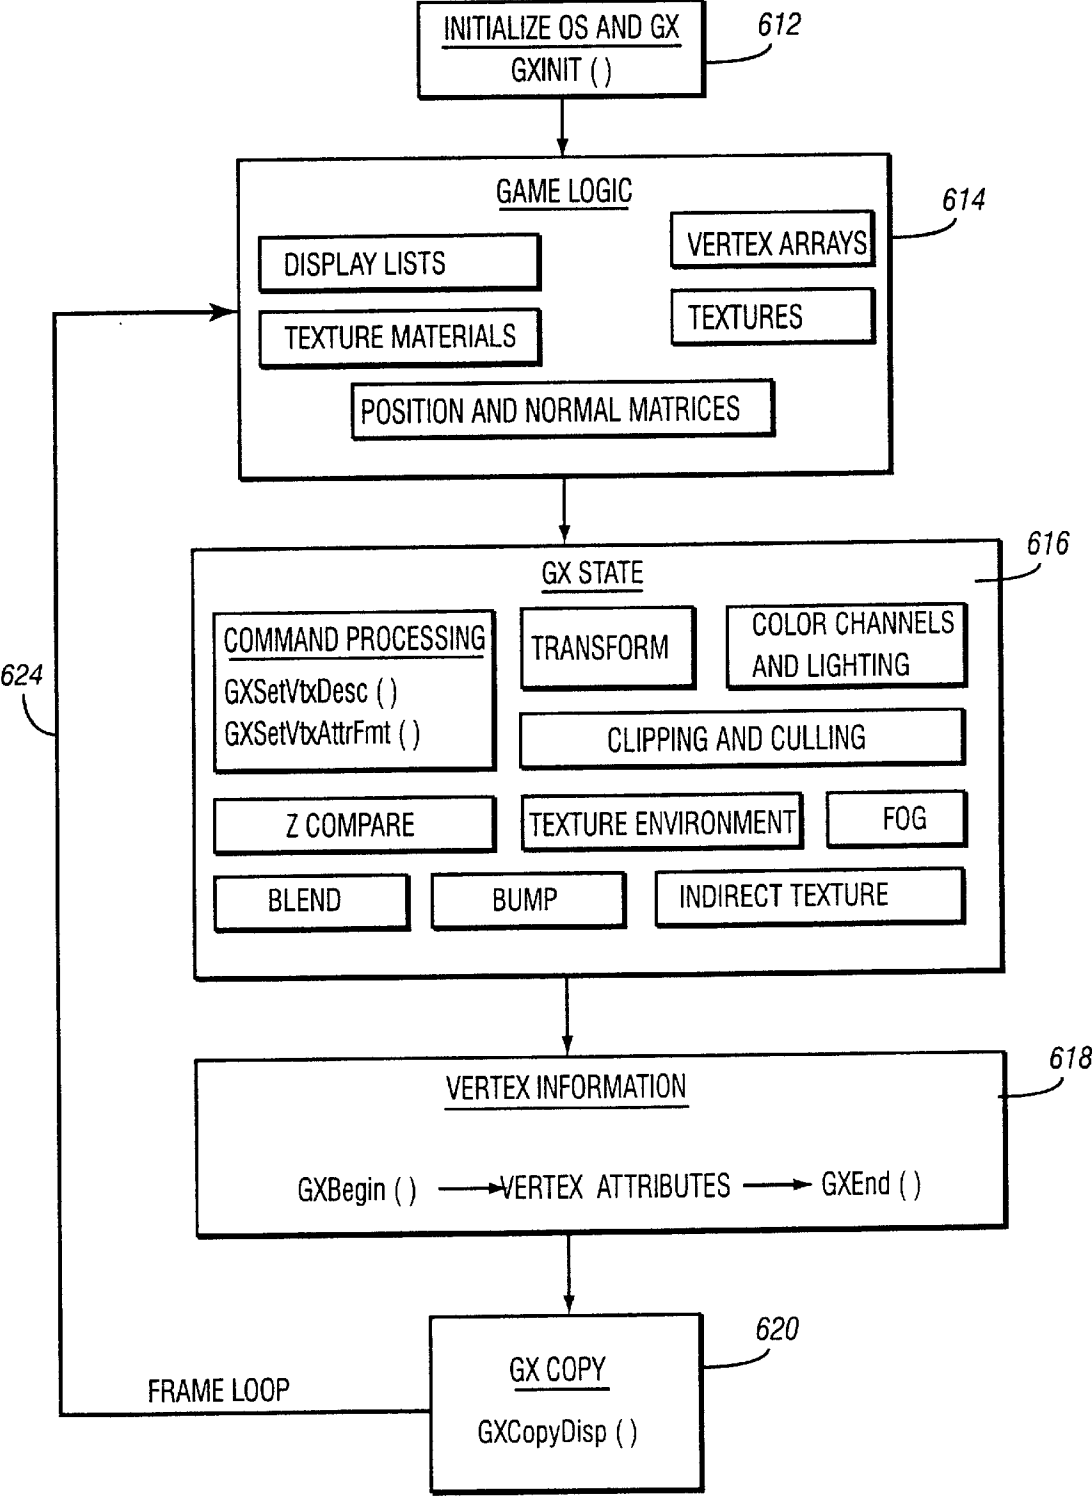 INITIALIZE OS AND GX
GXINIT ( )
612
GAME LOGIC
614
DISPLAY LISTS
VERTEX ARRAYS
TEXTURE MATERIALS
TEXTURES
POSITION AND NORMAL MATRICES
616
GX STATE
COMMAND PROCESSING
GXSetVtxDesc ( )
GXSetVtxAttrFmt ( )
TRANSFORM
COLOR CHANNELS
AND LIGHTING
CLIPPING AND CULLING
Z COMPARE
TEXTURE ENVIRONMENT
FOG
BLEND
BUMP
INDIRECT TEXTURE
624
618
VERTEX INFORMATION
GXBegin ( )
VERTEX ATTRIBUTES
GXEnd ( )
620
GX COPY
GXCopyDisp ( )
FRAME LOOP